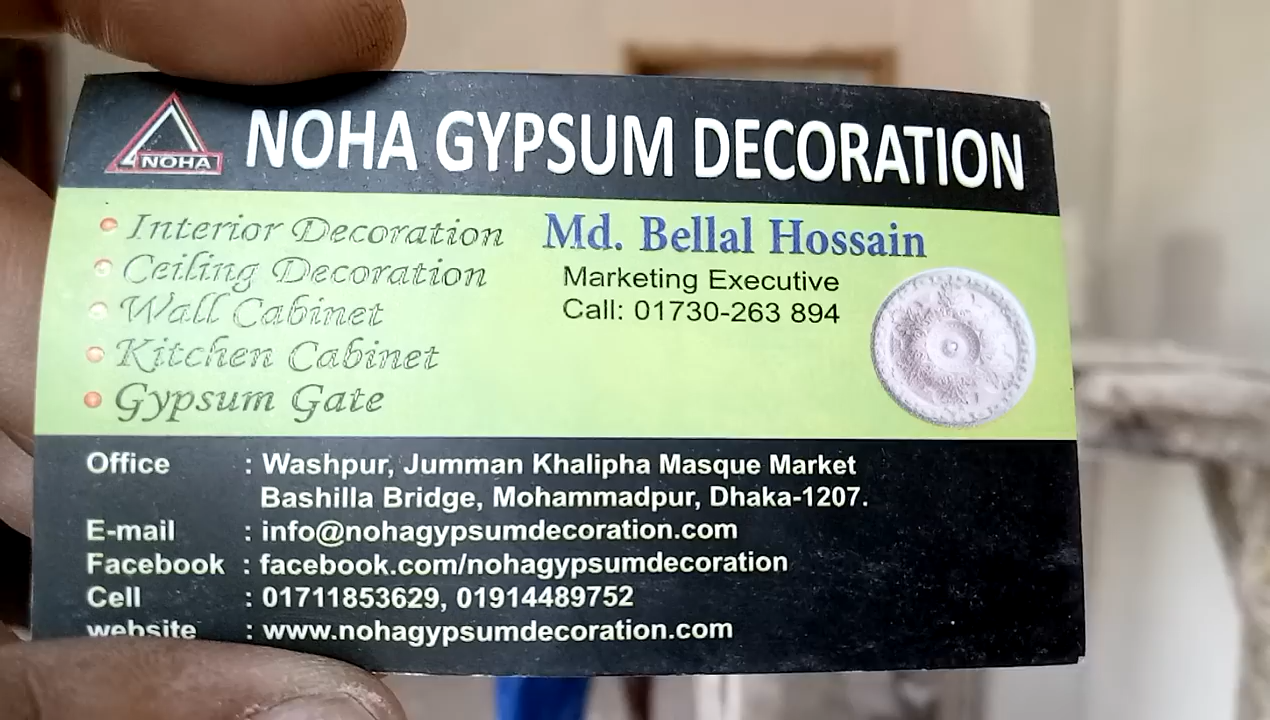 NOHA
NOHA GYPSUM DECORATION
Interior Decoration
Ceiling Decoration
Wall Cabinet
Kitchen Cabinet
Gypsum Gate
Md. Bellal Hossain
Marketing Executive
Call: 01730-263 894
Office : Washpur, Jumman Khalipha Masque Market
Bashilla Bridge, Mohammadpur, Dhaka-1207.
E-mail : info@nohagypsumdecoration.com
Facebook : facebook.com/nohagypsumdecoration
Cell : 01711853629, 01914489752
website : www.nohagypsumdecoration.com